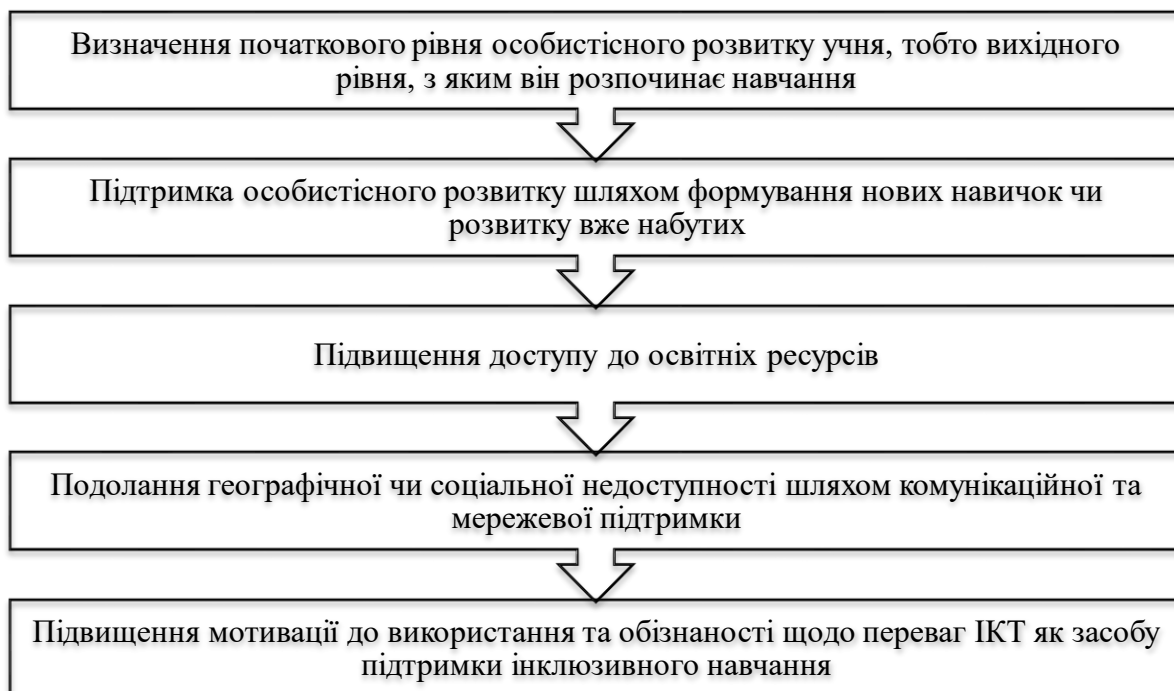 Визначення початкового рівня особистісного розвитку учня, тобто вихідного
рівня, з яким він розпочинає навчання
Підтримка особистісного розвитку шляхом формування нових навичок чи
розвитку вже набутих
Підвищення доступу до освітніх ресурсів
Подолання географічної чи соціальної недоступності шляхом комунікаційної та
мережевої підтримки
Підвищення мотивації до використання та обізнаності щодо переваг ІКТ як засобу
підтримки інклюзивного навчання